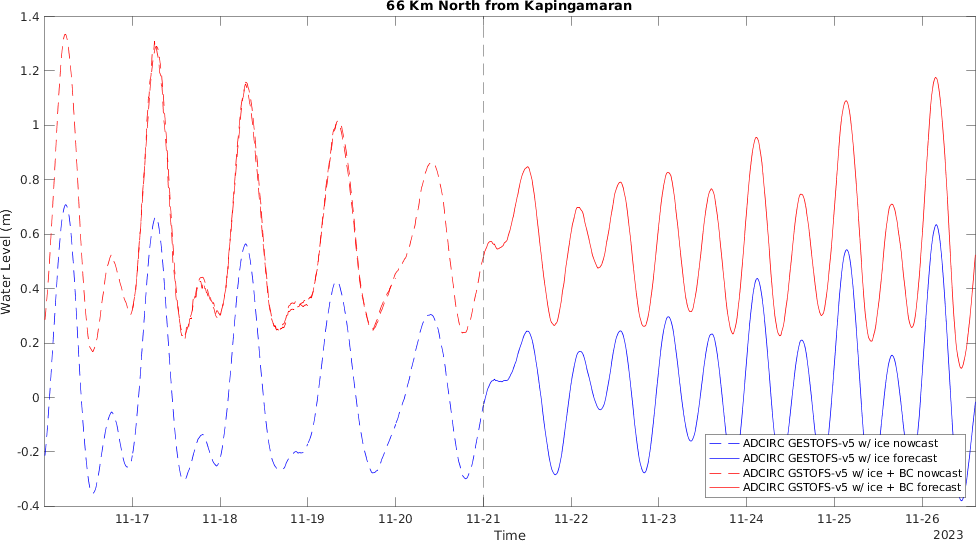 66 Km North from Kapingamaran
1.4
1.2
1
0.8
0.6
0.4
0.2
0
-0.2
-0.4
Water Level (m)
11-17 11-18 11-19 11-20 11-21 11-22 11-23 11-24 11-25 11-26
Time
2023
ADCIRC GESTOFS-v5 w/ ice nowcast
ADCIRC GESTOFS-v5 w/ ice forecast
ADCIRC GSTOFS-v5 w/ ice + BC nowcast
ADCIRC GSTOFS-v5 w/ ice + BC forecast